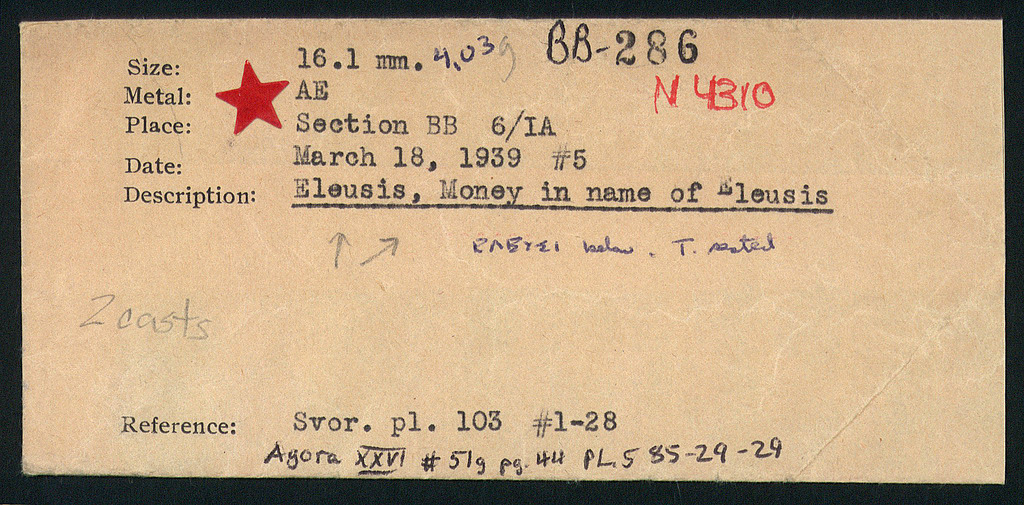 BB-286
Size: 16.1 mm. 4,03g
Metal: AE
N 4310
Place: Section BB 6/IA
Date: March 18, 1939 #5
Description: Eleusis, Money in name of Eleusis
↑ ↗ below. T. seated
2 casts
Reference: Svor. pl. 103 #1-28
Agora XXVI #51g pg. 44 PL. 5 85-29-29